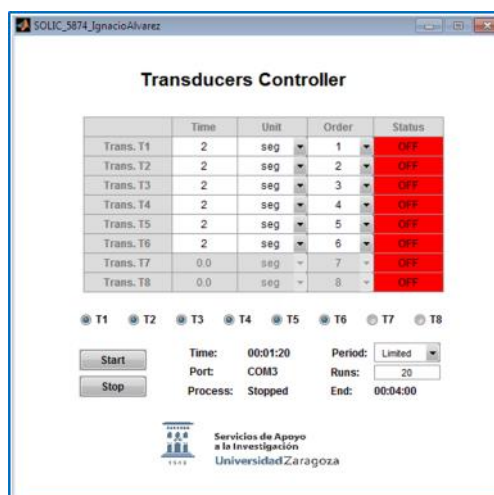 SOLIC_5874_IgnacioAlvarez
Transducers Controller
Time Unit Order Status
Trans. T1 2 seg 1 OFF
Trans. T2 2 seg 2 OFF
Trans. T3 2 seg 3 OFF
Trans. T4 2 seg 4 OFF
Trans. T5 2 seg 5 OFF
Trans. T6 2 seg 6 OFF
Trans. T7 0.0 seg 7 OFF
Trans. T8 0.0 seg 8 OFF
T1 T2 T3 T4 T5 T6 T7 T8
Start Time: 00:01:20 Period: Limited
Port: COM3 Runs: 20
Stop Process: Stopped End: 00:04:00
Servicios de Apoyo
a la Investigación
Universidad Zaragoza
1542